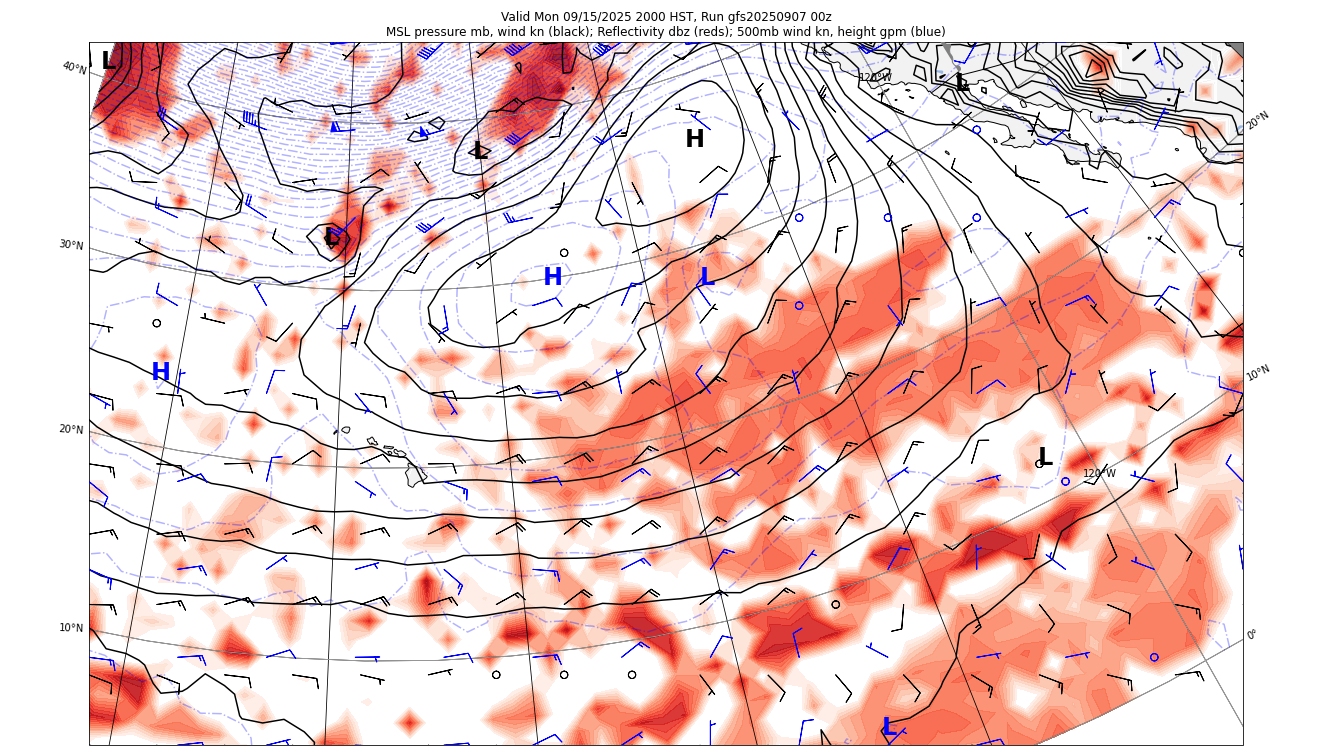 Valid Mon 09/15/2025 2000 HST, Run gfs20250907 00z
MSL pressure mb, wind kn (black); Reflectivity dbz (reds); 500mb wind kn, height gpm (blue)
L
40°N
120°W
L
20°N
H
L
L
30°N
H
L
H
10°N
20°N
L
120°W
10°N
0°
L